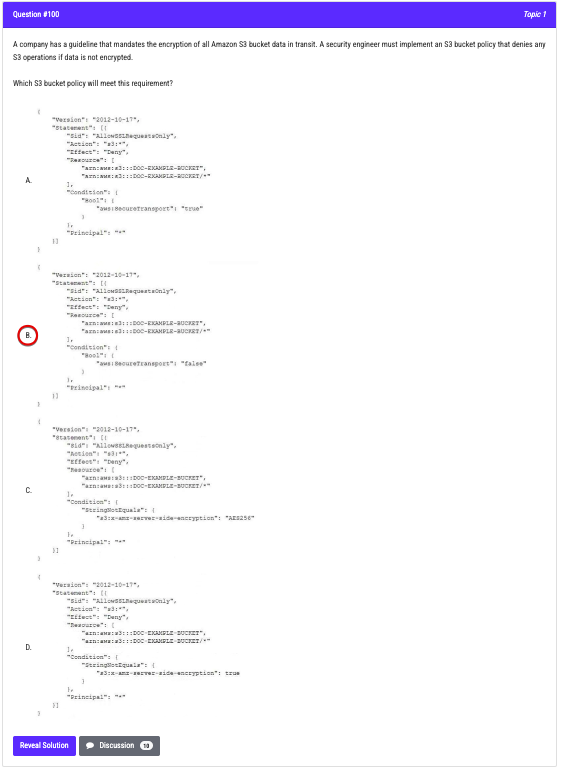 Question #100
Topic 1
A company has a guideline that mandates the encryption of all Amazon S3 bucket data in transit. A security engineer must implement an S3 bucket policy that denies any
S3 operations if data is not encrypted.
Which S3 bucket policy will meet this requirement?
A.
{
"Version": "2012-10-17",
"Statement": [{
"Sid": "AllowSSLRequestsOnly",
"Action": "s3:*",
"Effect": "Deny",
"Resource": [
"arn:aws:s3:::DOC-EXAMPLE-BUCKET",
"arn:aws:s3:::DOC-EXAMPLE-BUCKET/*"
],
"Condition": {
"Bool": {
"aws:SecureTransport": "true"
}
},
"Principal": "*"
}]
}
B.
{
"Version": "2012-10-17",
"Statement": [{
"Sid": "AllowSSLRequestsOnly",
"Action": "s3:*",
"Effect": "Deny",
"Resource": [
"arn:aws:s3:::DOC-EXAMPLE-BUCKET",
"arn:aws:s3:::DOC-EXAMPLE-BUCKET/*"
],
"Condition": {
"Bool": {
"aws:SecureTransport": "false"
}
},
"Principal": "*"
}]
}
C.
{
"Version": "2012-10-17",
"Statement": [{
"Sid": "AllowSSLRequestsOnly",
"Action": "s3:*",
"Effect": "Deny",
"Resource": [
"arn:aws:s3:::DOC-EXAMPLE-BUCKET",
"arn:aws:s3:::DOC-EXAMPLE-BUCKET/*"
],
"Condition": {
"StringNotEquals": {
"s3:x-amz-server-side-encryption": "AES256"
}
},
"Principal": "*"
}]
}
D.
{
"Version": "2012-10-17",
"Statement": [{
"Sid": "AllowSSLRequestsOnly",
"Action": "s3:*",
"Effect": "Deny",
"Resource": [
"arn:aws:s3:::DOC-EXAMPLE-BUCKET",
"arn:aws:s3:::DOC-EXAMPLE-BUCKET/*"
],
"Condition": {
"StringNotEquals": {
"s3:x-amz-server-side-encryption": true
}
},
"Principal": "*"
}]
}
Reveal Solution
Discussion 10